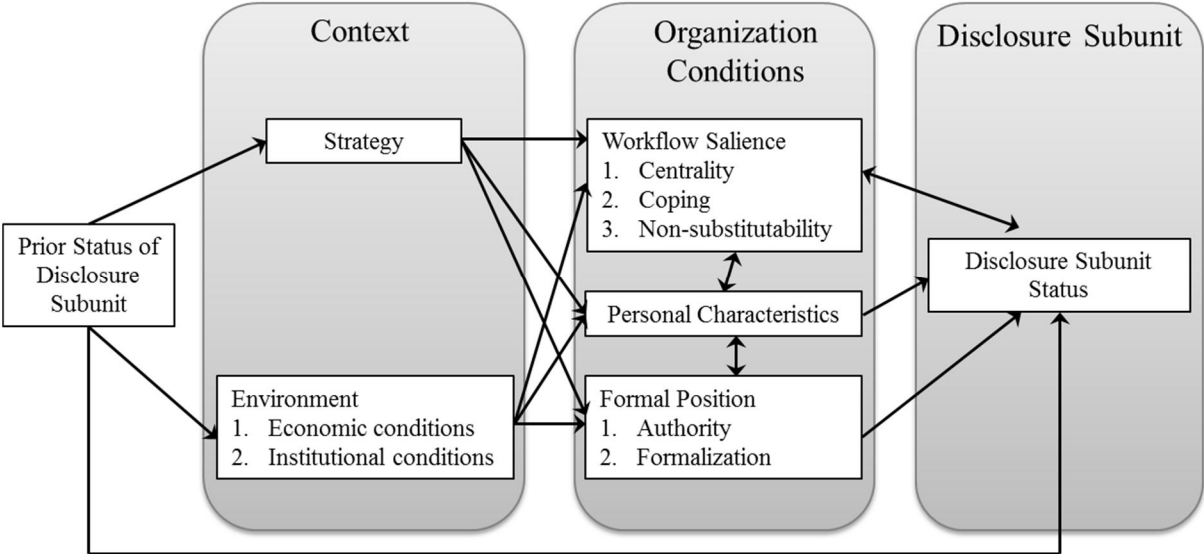 Context
Organization
Conditions
Disclosure Subunit
Strategy
Workflow Salience
1. Centrality
2. Coping
3. Non-substitutability
Prior Status of
Disclosure
Subunit
Disclosure Subunit
Status
Personal Characteristics
Environment
1. Economic conditions
2. Institutional conditions
Formal Position
1. Authority
2. Formalization